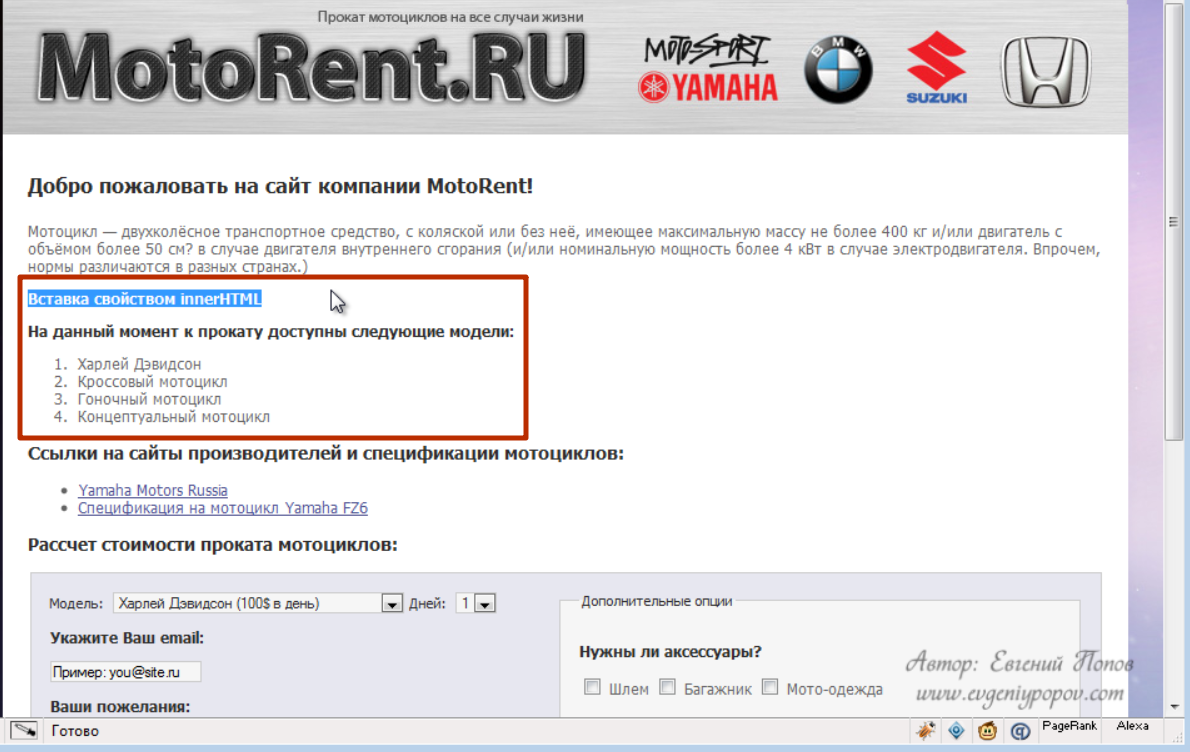 Прокат мотоциклов на все случаи жизни
MotoRent.RU
MOTOSPORT
YAMAHA
BMW
SUZUKI
Добро пожаловать на сайт компании MotoRent!
Мотоцикл — двухколёсное транспортное средство, с коляской или без неё, имеющее максимальную массу не более 400 кг и/или двигатель с
объёмом более 50 см? в случае двигателя внутреннего сгорания (и/или номинальную мощность более 4 кВт в случае электродвигателя. Впрочем,
нормы различаются в разных странах.)
Вставка свойством innerHTML
На данный момент к прокату доступны следующие модели:
1. Харлей Дэвидсон
2. Кроссовый мотоцикл
3. Гоночный мотоцикл
4. Концептуальный мотоцикл
Ссылки на сайты производителей и спецификации мотоциклов:
• Yamaha Motors Russia
• Спецификация на мотоцикл Yamaha FZ6
Рассчет стоимости проката мотоциклов:
Модель: Харлей Дэвидсон (100$ в день) Дней: 1
Дополнительные опции
Укажите Ваш email:
Нужны ли аксессуары?
Пример: you@site.ru
Шлем Багажник Мото-одежда
Ваши пожелания:
Автор: Евгений Попов
www.evgeniypopov.com
Готово
PageRank Alexa